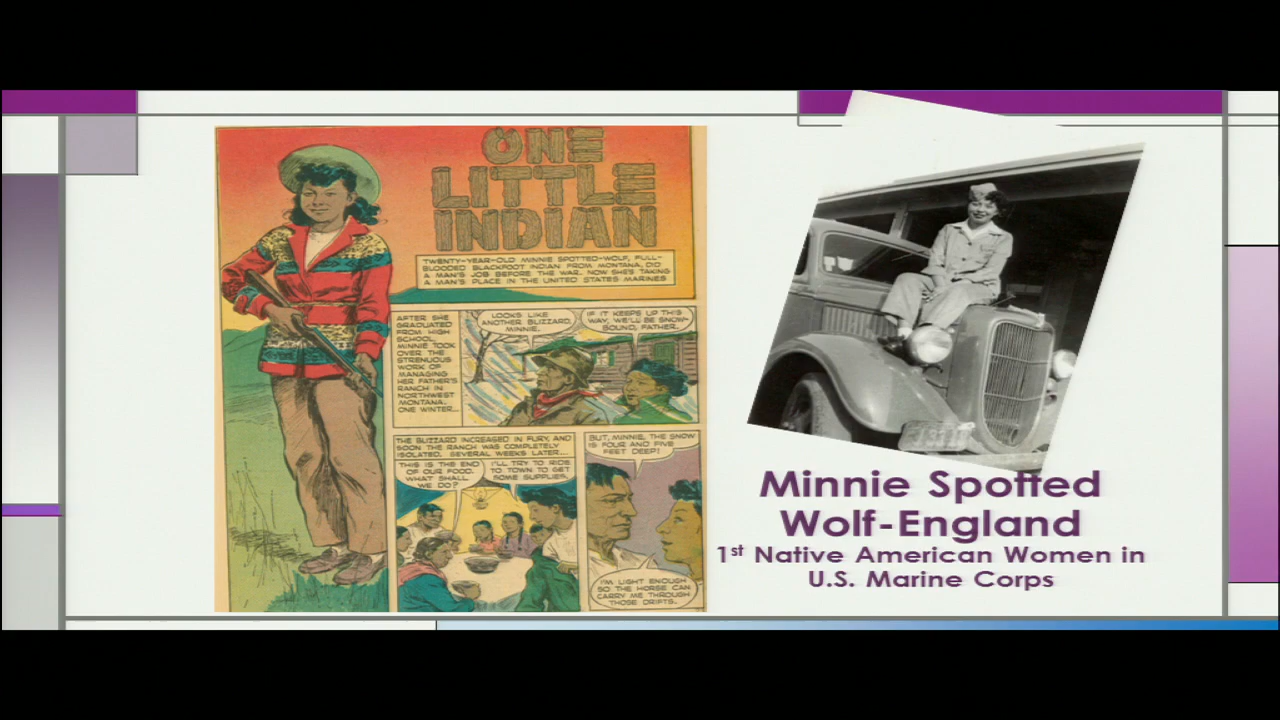 ONE
LITTLE
INDIAN
TWENTY-YEAR-OLD MINNIE SPOTTED-WOLF, FULL-
BLOODED BLACKFOOT INDIAN FROM MONTANA, DID
A MAN'S JOB BEFORE THE WAR. NOW SHE'S TAKING
A MAN'S PLACE IN THE UNITED STATES MARINES
AFTER SHE
GRADUATED
FROM HIGH
SCHOOL,
MINNIE TOOK
OVER THE
STRENUOUS
WORK OF
MANAGING
HER FATHER'S
RANCH IN
NORTHWEST
MONTANA.
ONE WINTER...
LOOKS LIKE
ANOTHER BLIZZARD,
MINNIE.
IF IT KEEPS UP THIS
WAY, WE'LL BE SNOW-
BOUND, FATHER.
THE BLIZZARD INCREASED IN FURY, AND
SOON THE RANCH WAS COMPLETELY
ISOLATED. SEVERAL WEEKS LATER...
THIS IS THE END
OF OUR FOOD.
WHAT SHALL
WE DO?
I'LL TRY TO RIDE
TO TOWN TO GET
SOME SUPPLIES.
BUT, MINNIE, THE SNOW
IS FOUR AND FIVE
FEET DEEP!
I'M LIGHT ENOUGH
SO THE HORSE CAN
CARRY ME THROUGH
THOSE DRIFTS.
Minnie Spotted
Wolf-England
1st Native American Women in
U.S. Marine Corps